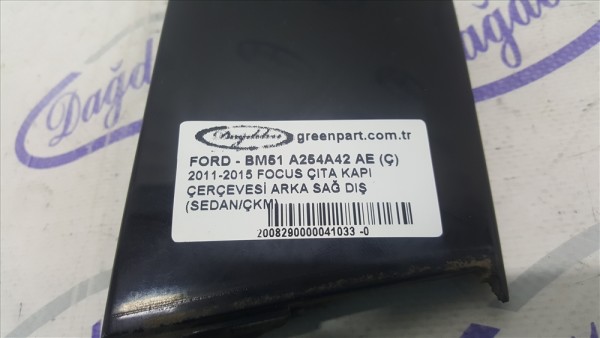 Dağdelen greenpart.com.tr
FORD - BM51 A254A42 AE (Ç)
2011-2015 FOCUS ÇITA KAPI
ÇERÇEVESİ ARKA SAĞ DIŞ
(SEDAN/ÇKM)
2008290000041033 -0